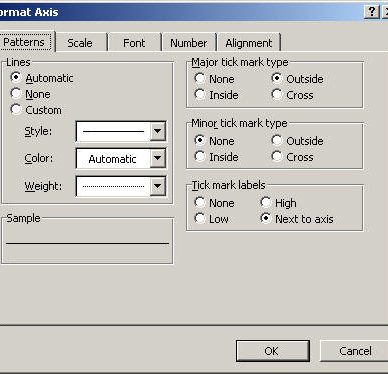 ormat Axis
Patterns Scale Font Number Alignment
Lines
Automatic
None
Custom
Style:
Color: Automatic
Weight:
Sample
Major tick mark type
None Outside
Inside Cross
Minor tick mark type
None Outside
Inside Cross
Tick mark labels
None High
Low Next to axis
OK Cancel